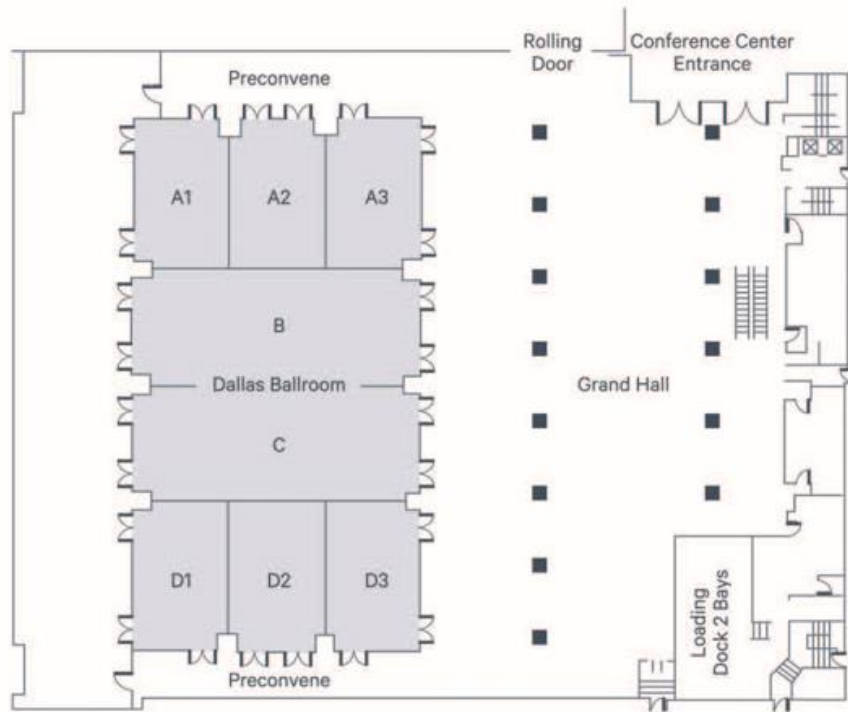 Rolling
Door
Conference Center
Entrance
Preconvene
A1
A2
A3
B
Dallas Ballroom
Grand Hall
C
D1
D2
D3
Loading
Dock 2 Bays
Preconvene